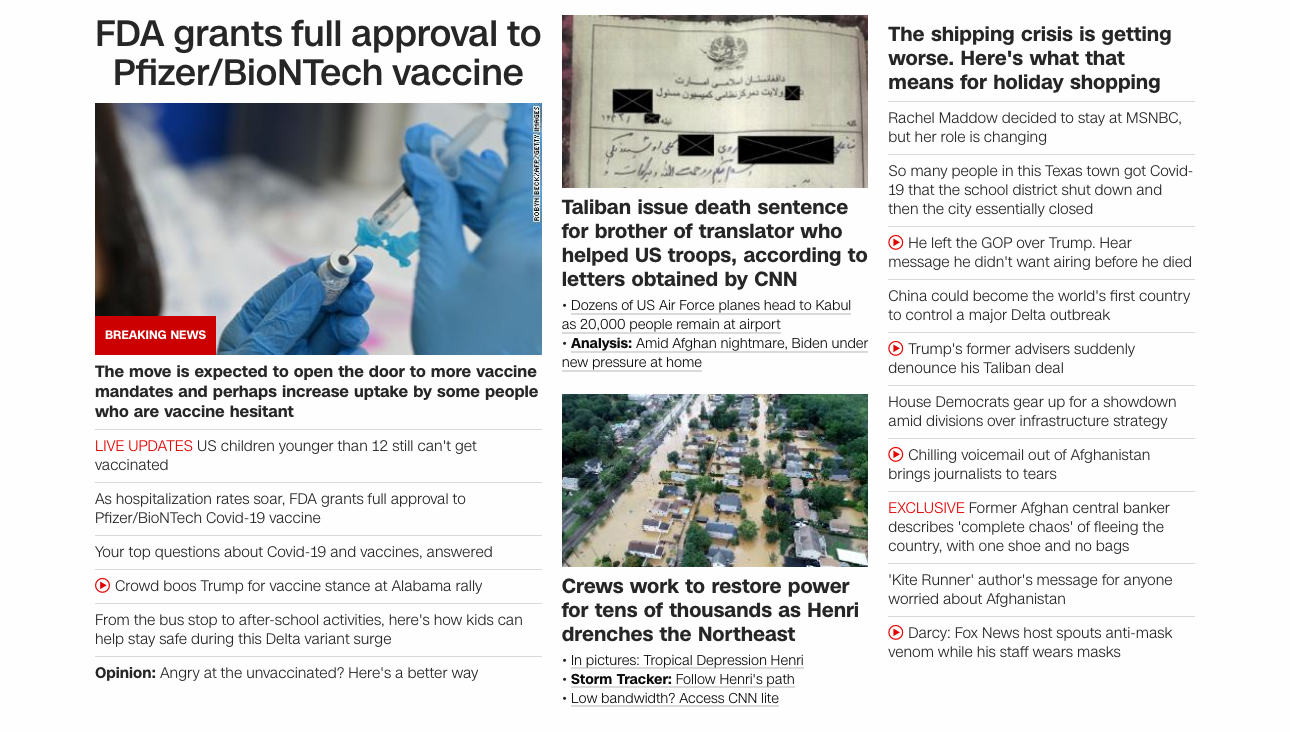 FDA grants full approval to
Pfizer/BioNTech vaccine
ROBYN BECK/AFP/GETTY IMAGES
BREAKING NEWS
The move is expected to open the door to more vaccine
mandates and perhaps increase uptake by some people
who are vaccine hesitant
LIVE UPDATES US children younger than 12 still can't get
vaccinated
As hospitalization rates soar, FDA grants full approval to
Pfizer/BioNTech Covid-19 vaccine
Your top questions about Covid-19 and vaccines, answered
Crowd boos Trump for vaccine stance at Alabama rally
From the bus stop to after-school activities, here's how kids can
help stay safe during this Delta variant surge
Opinion: Angry at the unvaccinated? Here's a better way
دافغانستان اسلامی امارت
ولایت دمرکز نظامی کمیسیون مسئول
Taliban issue death sentence
for brother of translator who
helped US troops, according to
letters obtained by CNN
• Dozens of US Air Force planes head to Kabul
as 20,000 people remain at airport
• Analysis: Amid Afghan nightmare, Biden under
new pressure at home
Crews work to restore power
for tens of thousands as Henri
drenches the Northeast
• In pictures: Tropical Depression Henri
• Storm Tracker: Follow Henri's path
• Low bandwidth? Access CNN lite
The shipping crisis is getting
worse. Here's what that
means for holiday shopping
Rachel Maddow decided to stay at MSNBC,
but her role is changing
So many people in this Texas town got Covid-
19 that the school district shut down and
then the city essentially closed
He left the GOP over Trump. Hear
message he didn't want airing before he died
China could become the world's first country
to control a major Delta outbreak
Trump's former advisers suddenly
denounce his Taliban deal
House Democrats gear up for a showdown
amid divisions over infrastructure strategy
Chilling voicemail out of Afghanistan
brings journalists to tears
EXCLUSIVE Former Afghan central banker
describes 'complete chaos' of fleeing the
country, with one shoe and no bags
'Kite Runner' author's message for anyone
worried about Afghanistan
Darcy: Fox News host spouts anti-mask
venom while his staff wears masks